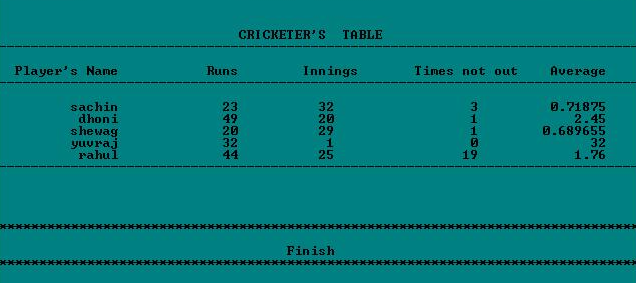 CRICKETER'S TABLE
Player's Name Runs Innings Times not out Average
sachin 23 32 3 0.71875
dhoni 49 20 1 2.45
shewag 20 29 1 0.689655
yuvraj 32 1 0 32
rahul 44 25 19 1.76
Finish